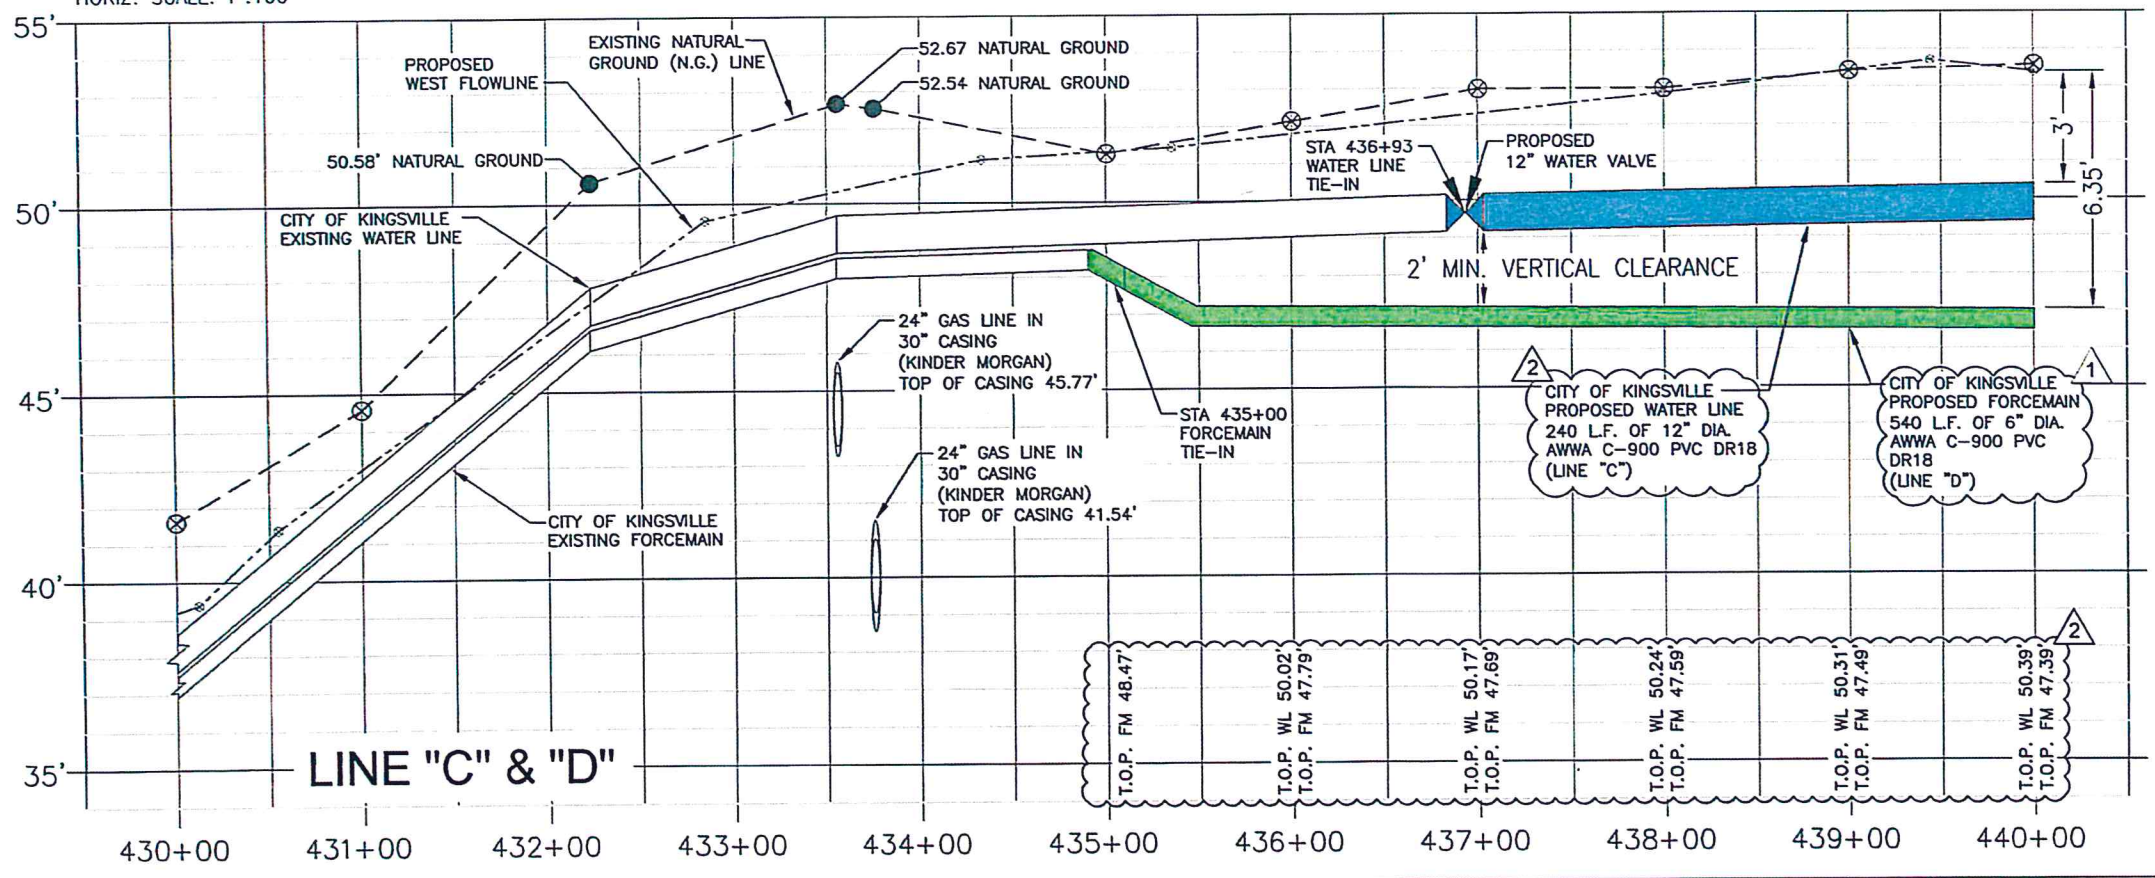 55'
50'
45'
40'
35'
EXISTING NATURAL
GROUND (N.G.) LINE
52.67 NATURAL GROUND
52.54 NATURAL GROUND
PROPOSED
WEST FLOWLINE
50.58' NATURAL GROUND
CITY OF KINGSVILLE
EXISTING WATER LINE
STA 436+93
WATER LINE
TIE-IN
PROPOSED
12" WATER VALVE
3'
6.35'
2' MIN. VERTICAL CLEARANCE
24" GAS LINE IN
30" CASING
(KINDER MORGAN)
TOP OF CASING 45.77'
STA 435+00
FORCEMAIN
TIE-IN
24" GAS LINE IN
30" CASING
(KINDER MORGAN)
TOP OF CASING 41.54'
CITY OF KINGSVILLE
EXISTING FORCEMAIN
2
CITY OF KINGSVILLE
PROPOSED WATER LINE
240 L.F. OF 12" DIA.
AWWA C-900 PVC DR18
(LINE "C")
1
CITY OF KINGSVILLE
PROPOSED FORCEMAIN
540 L.F. OF 6" DIA.
AWWA C-900 PVC
DR18
(LINE "D")
2
T.O.P. FM 48.47'
T.O.P. WL 50.02'
T.O.P. FM 47.79'
T.O.P. WL 50.17'
T.O.P. FM 47.69'
T.O.P. WL 50.24'
T.O.P. FM 47.59'
T.O.P. WL 50.31'
T.O.P. FM 47.49'
T.O.P. WL 50.39'
T.O.P. FM 47.39'
LINE "C" & "D"
430+00
431+00
432+00
433+00
434+00
435+00
436+00
437+00
438+00
439+00
440+00